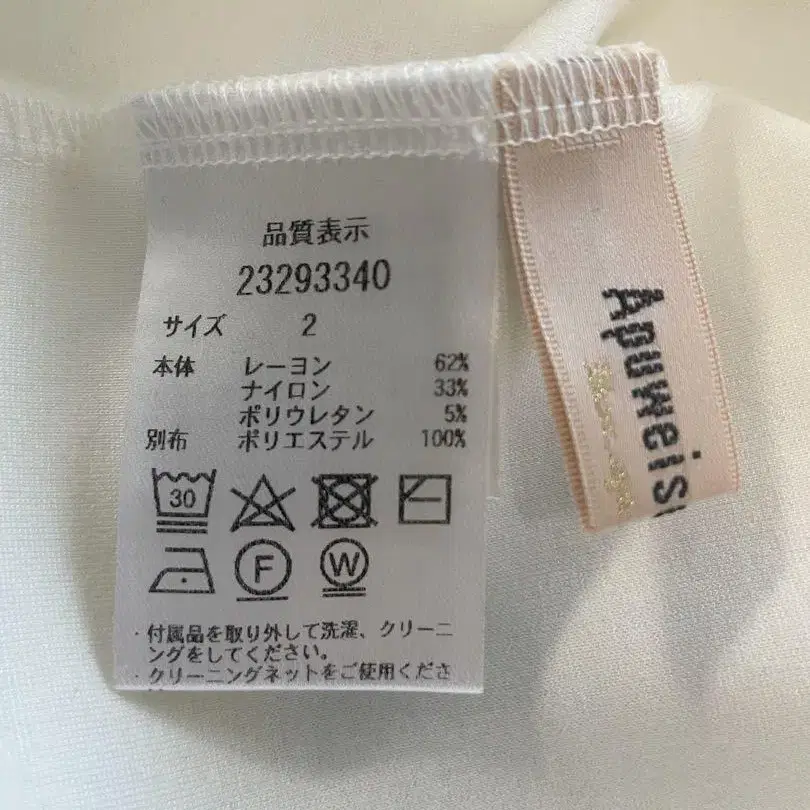 品質表示
23293340
サイズ 2
本体 レーヨン 62%
ナイロン 33%
ポリウレタン 5%
別布 ポリエステル 100%
30
F W
・付属品を取り外して洗濯、クリーニ
ングをしてください。
・クリーニングネットをご使用くださ
Apuweis